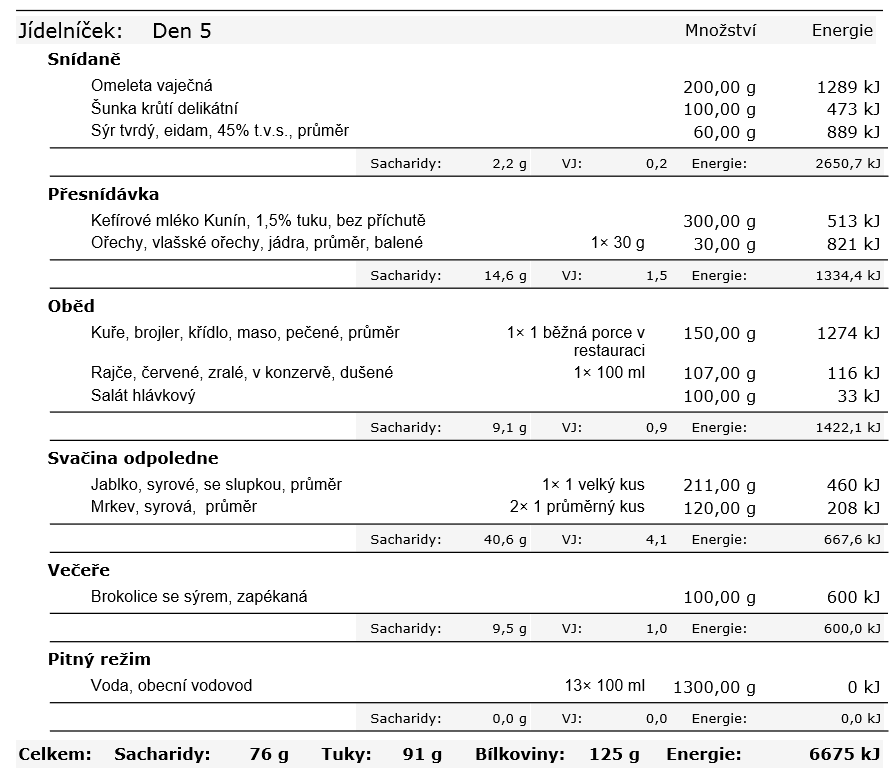 Jídelníček: Den 5 Množství Energie
Snídaně
Omeleta vaječná 200,00 g 1289 kJ
Šunka krůtí delikátní 100,00 g 473 kJ
Sýr tvrdý, eidam, 45% t.v.s., průměr 60,00 g 889 kJ
Sacharidy: 2,2 g VJ: 0,2 Energie: 2650,7 kJ
Přesnídávka
Kefírové mléko Kunín, 1,5% tuku, bez příchutě 300,00 g 513 kJ
Ořechy, vlašské ořechy, jádra, průměr, balené 1× 30 g 30,00 g 821 kJ
Sacharidy: 14,6 g VJ: 1,5 Energie: 1334,4 kJ
Oběd
Kuře, brojler, křídlo, maso, pečené, průměr 1× 1 běžná porce v 150,00 g 1274 kJ
restauraci
Rajče, červené, zralé, v konzervě, dušené 1× 100 ml 107,00 g 116 kJ
Salát hlávkový 100,00 g 33 kJ
Sacharidy: 9,1 g VJ: 0,9 Energie: 1422,1 kJ
Svačina odpoledne
Jablko, syrové, se slupkou, průměr 1× 1 velký kus 211,00 g 460 kJ
Mrkev, syrová, průměr 2× 1 průměrný kus 120,00 g 208 kJ
Sacharidy: 40,6 g VJ: 4,1 Energie: 667,6 kJ
Večeře
Brokolice se sýrem, zapékaná 100,00 g 600 kJ
Sacharidy: 9,5 g VJ: 1,0 Energie: 600,0 kJ
Pitný režim
Voda, obecní vodovod 13× 100 ml 1300,00 g 0 kJ
Sacharidy: 0,0 g VJ: 0,0 Energie: 0,0 kJ
Celkem: Sacharidy: 76 g Tuky: 91 g Bílkoviny: 125 g Energie: 6675 kJ